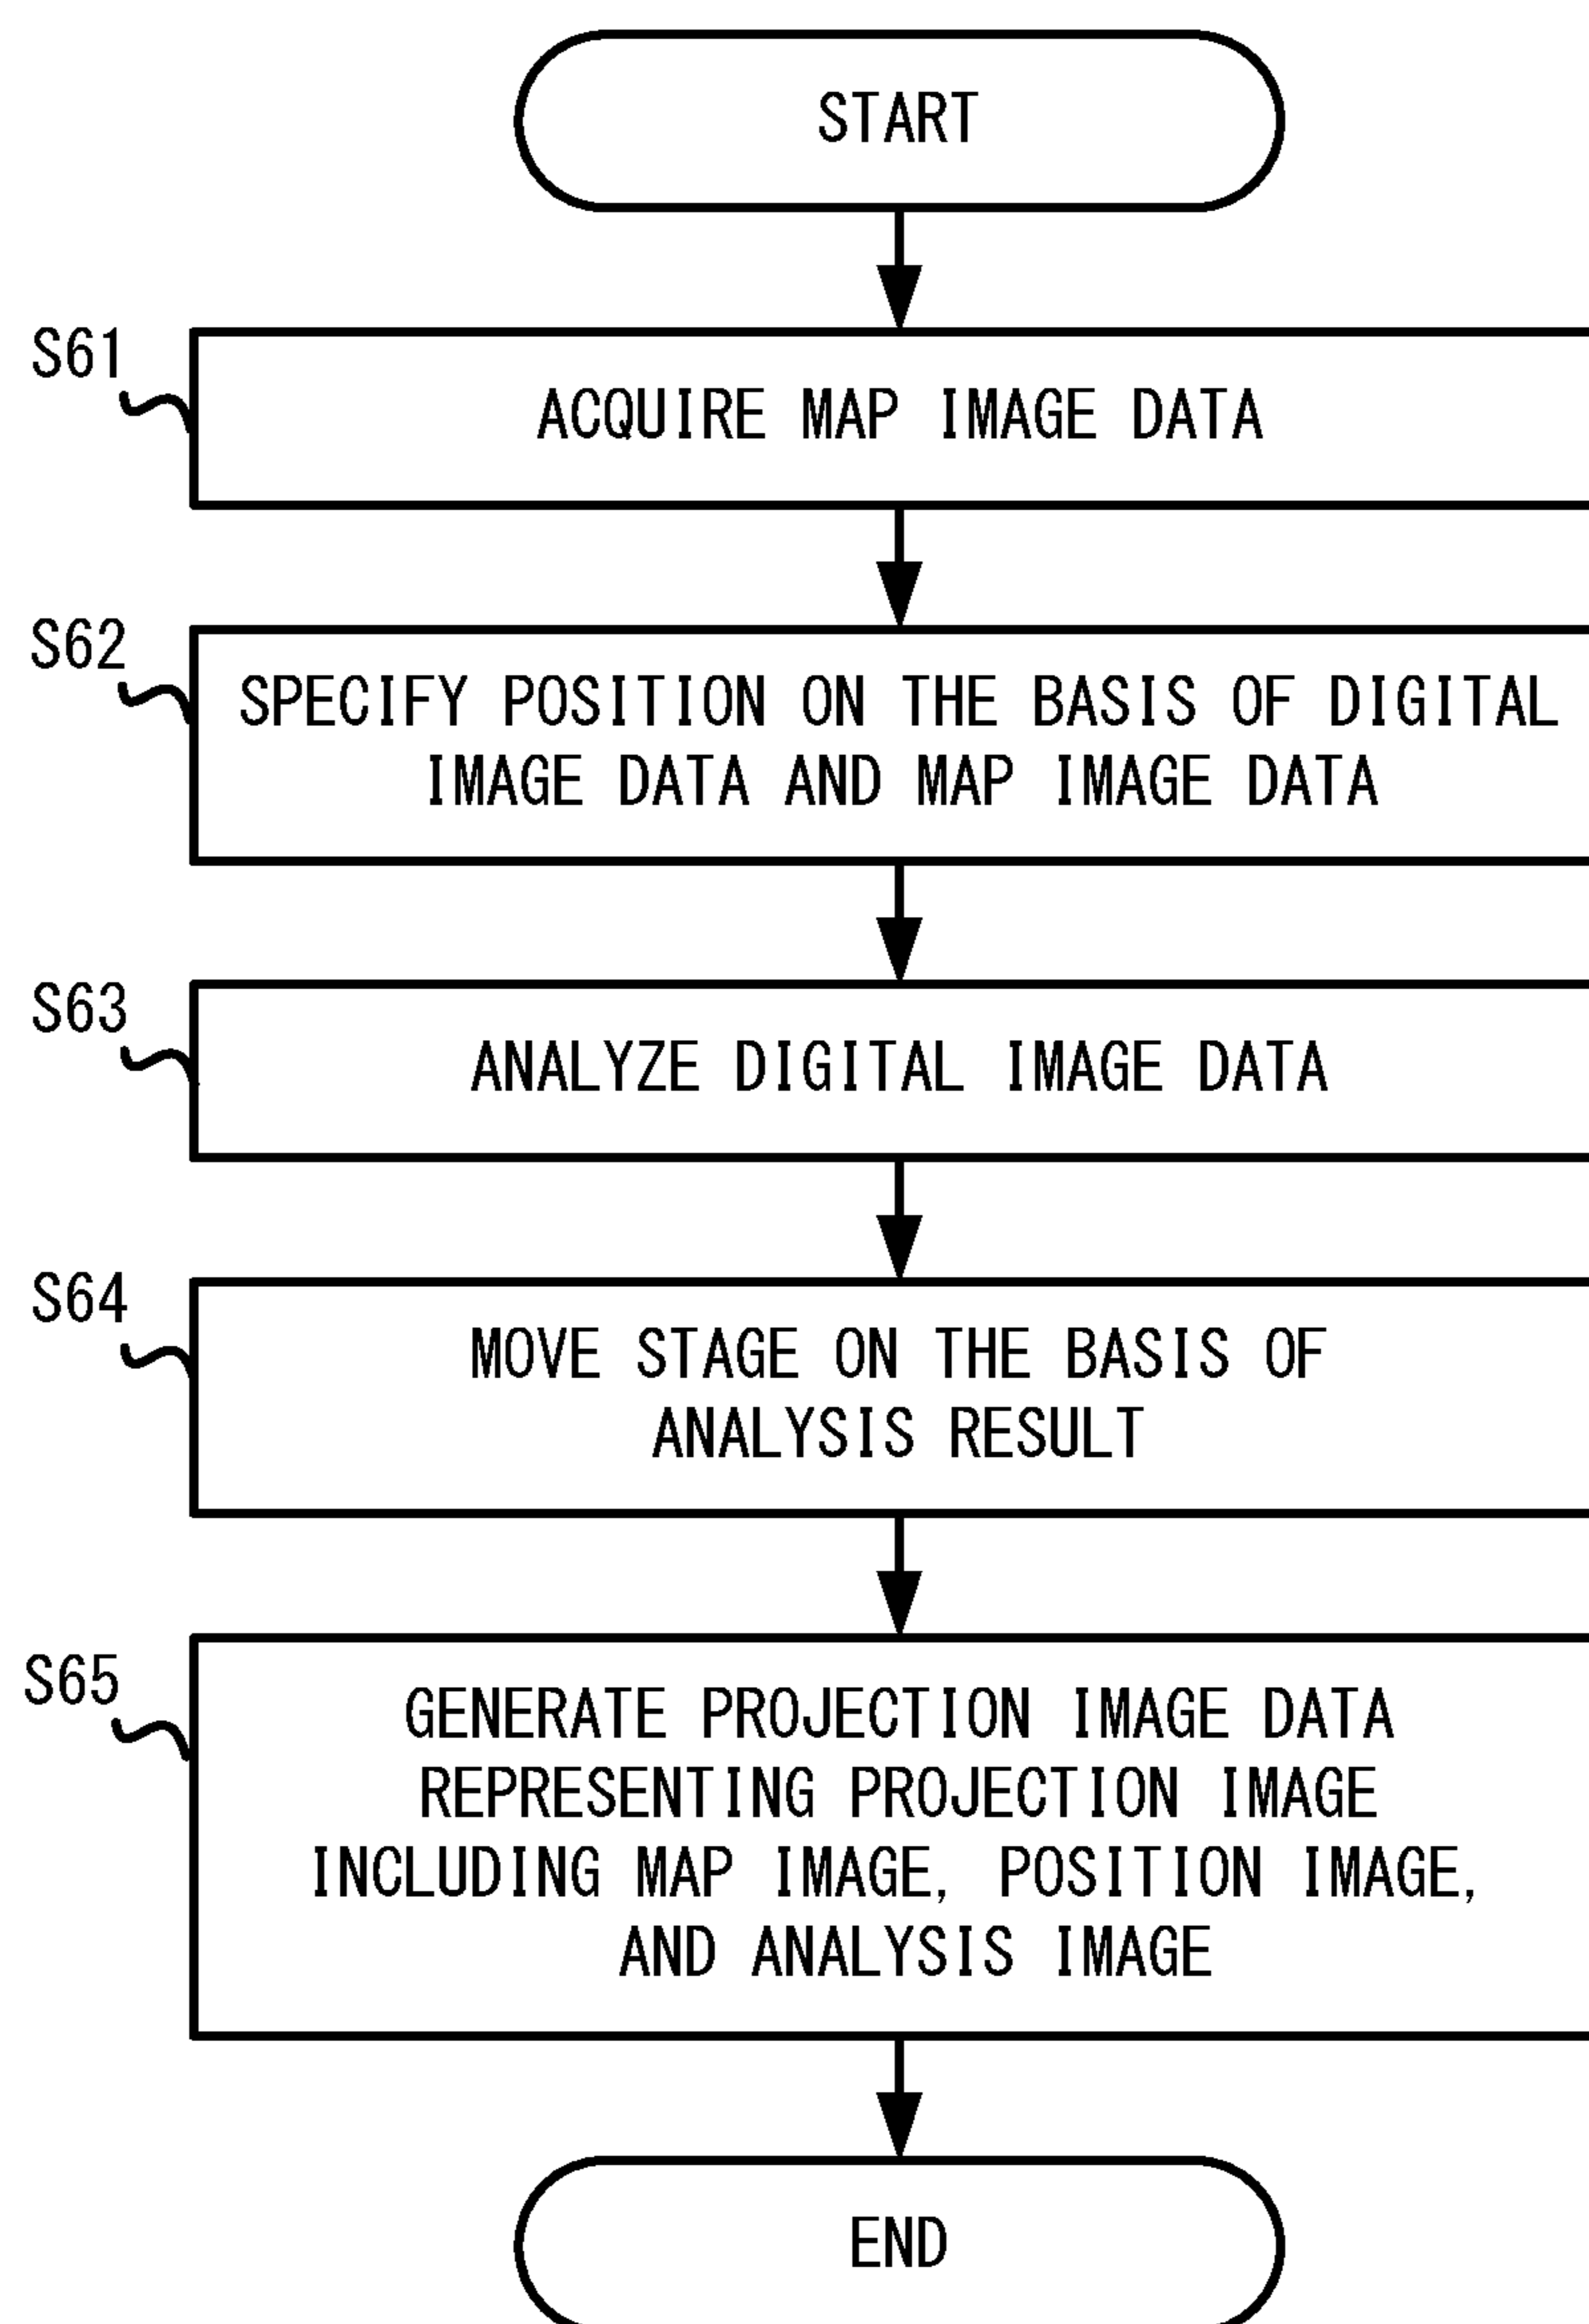 START
S61
ACQUIRE MAP IMAGE DATA
S62
SPECIFY POSITION ON THE BASIS OF DIGITAL
IMAGE DATA AND MAP IMAGE DATA
S63
ANALYZE DIGITAL IMAGE DATA
S64
MOVE STAGE ON THE BASIS OF
ANALYSIS RESULT
S65
GENERATE PROJECTION IMAGE DATA
REPRESENTING PROJECTION IMAGE
INCLUDING MAP IMAGE, POSITION IMAGE,
AND ANALYSIS IMAGE
END